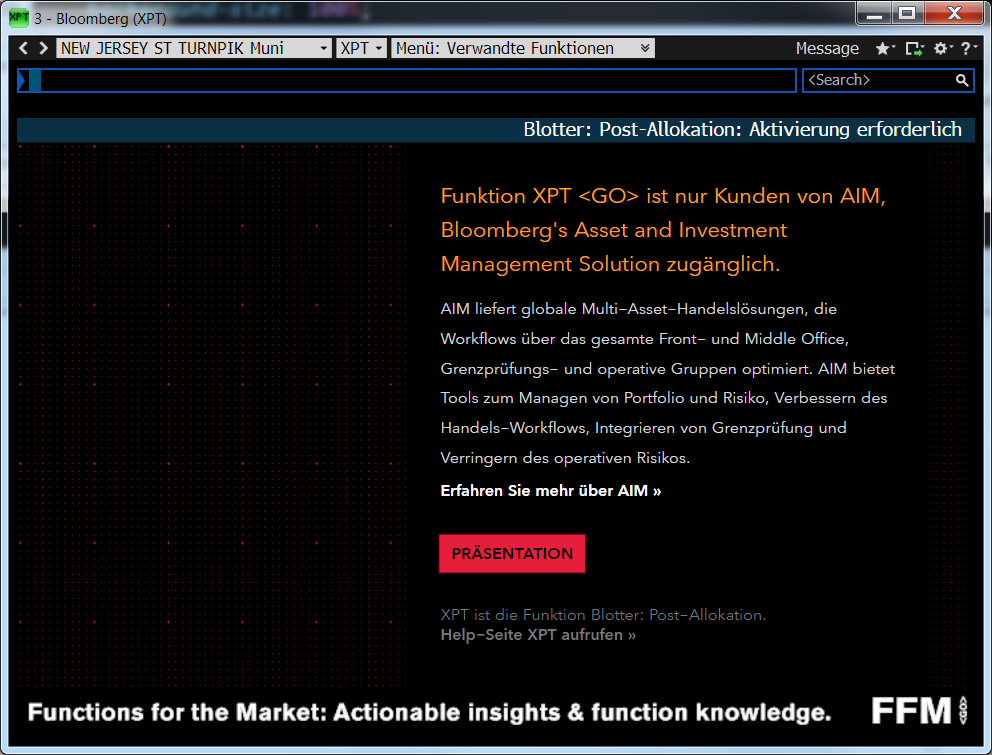 background-size: 100%;
XPT 3 - Bloomberg (XPT)
NEW JERSEY ST TURNPIK Muni XPT Menü: Verwandte Funktionen Message ?
<Search>
Blotter: Post-Allokation: Aktivierung erforderlich
Funktion XPT <GO> ist nur Kunden von AIM,
Bloomberg's Asset and Investment
Management Solution zugänglich.
AIM liefert globale Multi-Asset-Handelslösungen, die
Workflows über das gesamte Front- und Middle Office,
Grenzprüfungs- und operative Gruppen optimiert. AIM bietet
Tools zum Managen von Portfolio und Risiko, Verbessern des
Handels-Workflows, Integrieren von Grenzprüfung und
Verringern des operativen Risikos.
Erfahren Sie mehr über AIM »
PRÄSENTATION
XPT ist die Funktion Blotter: Post-Allokation.
Help-Seite XPT aufrufen »
Functions for the Market: Actionable insights & function knowledge. FFM